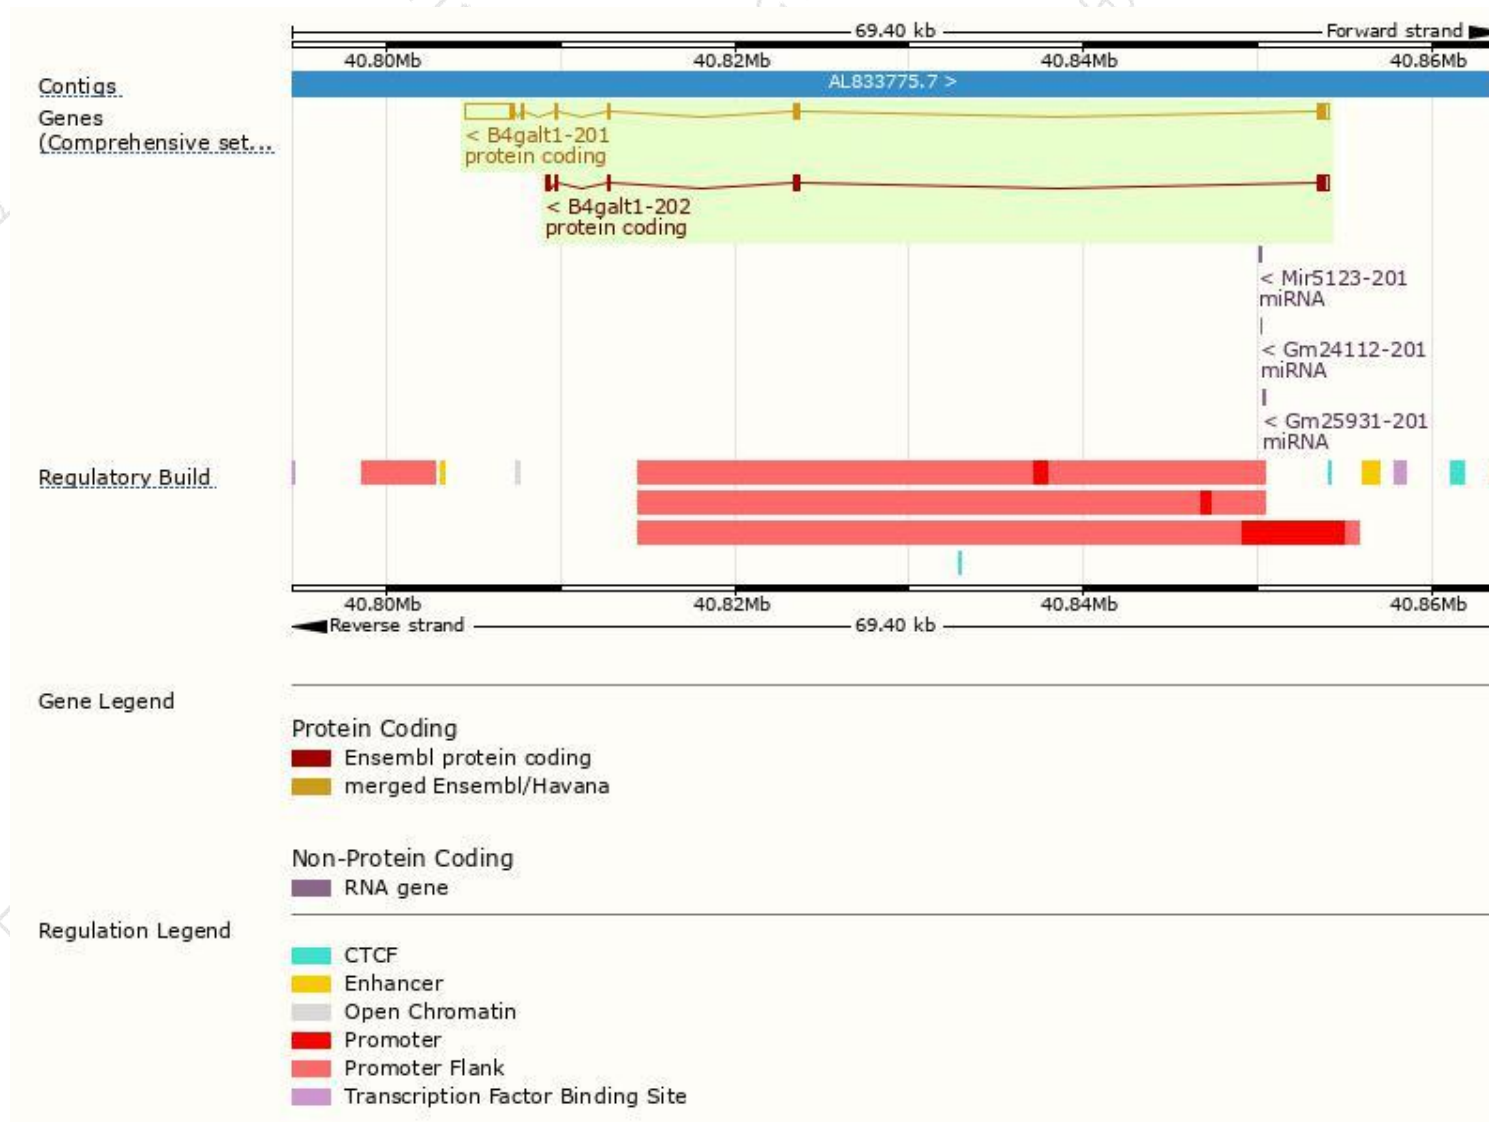 69.40 kb Forward strand
40.80Mb 40.82Mb 40.84Mb 40.86Mb
Contigs AL833775.7 >
Genes
(Comprehensive set...
< B4galt1-201
protein coding
< B4galt1-202
protein coding
< Mir5123-201
miRNA
< Gm24112-201
miRNA
< Gm25931-201
miRNA
Regulatory Build
40.80Mb 40.82Mb 40.84Mb 40.86Mb
Reverse strand 69.40 kb
Gene Legend
Protein Coding
Ensembl protein coding
merged Ensembl/Havana
Non-Protein Coding
RNA gene
Regulation Legend
CTCF
Enhancer
Open Chromatin
Promoter
Promoter Flank
Transcription Factor Binding Site